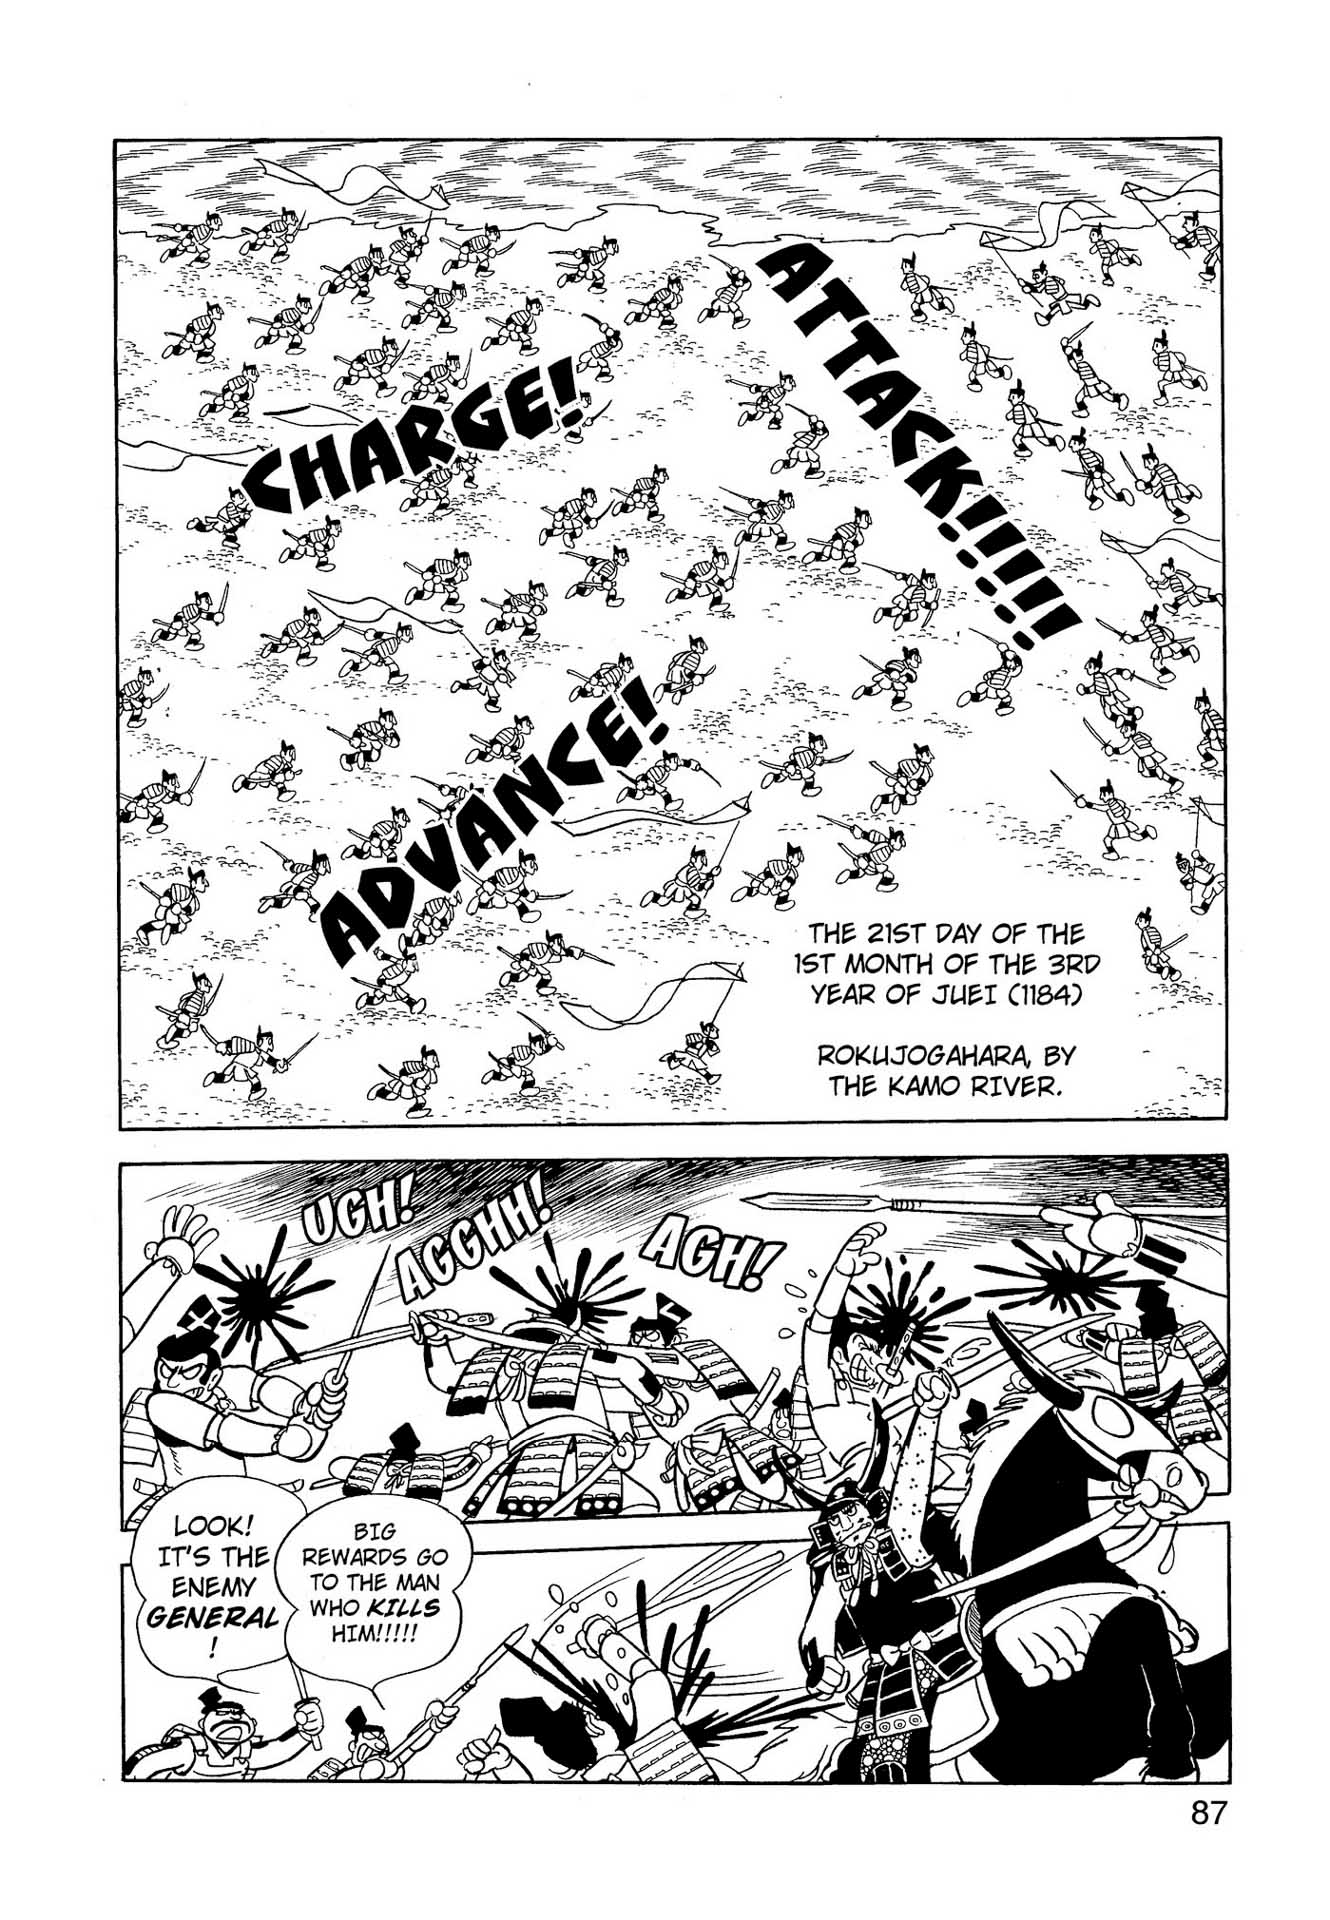 CHARGE!
ATTACK!!!!!
ADVANCE!
THE 21ST DAY OF THE
1ST MONTH OF THE 3RD
YEAR OF JUEI (1184)
ROKUJOGAHARA, BY
THE KAMO RIVER.
UGH!
AGGHH!
AGH!
LOOK!
IT'S THE
ENEMY
GENERAL
!
BIG
REWARDS GO
TO THE MAN
WHO KILLS
HIM!!!!!
87